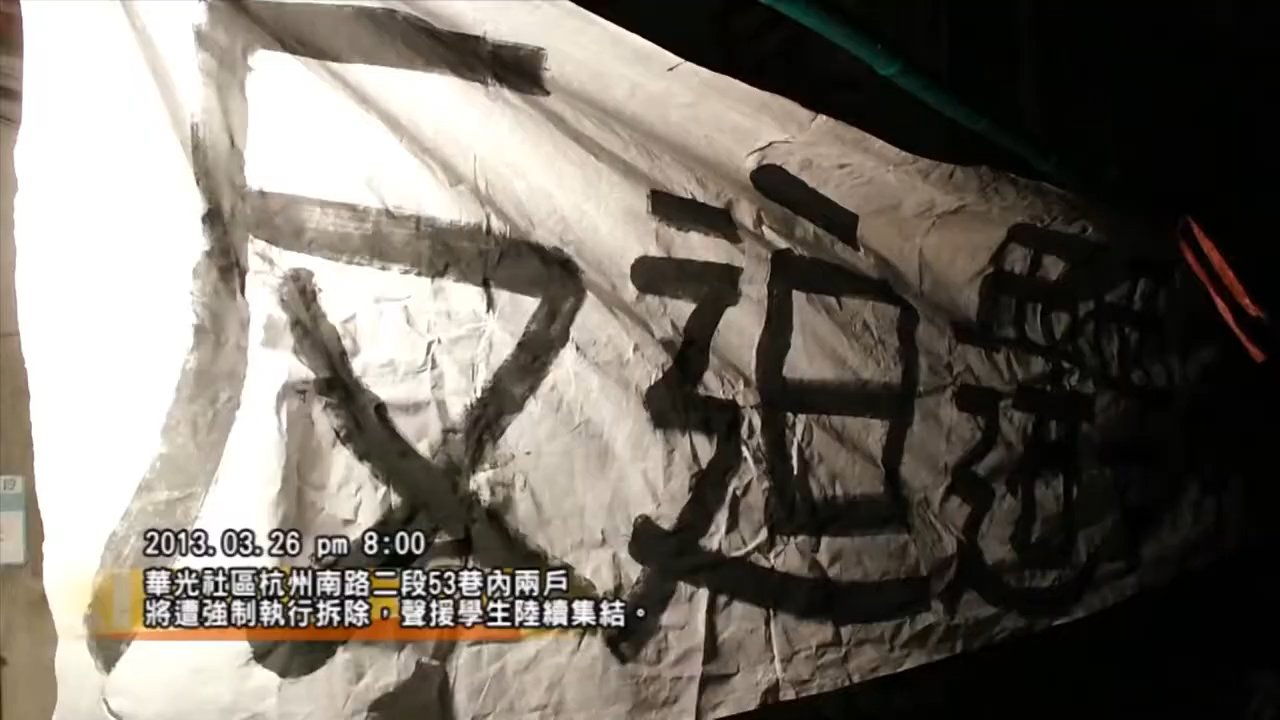 反迫遷
2013.03.26 pm 8:00
華光社區杭州南路二段53巷內兩戶
將遭強制執行拆除，聲援學生陸續集結。